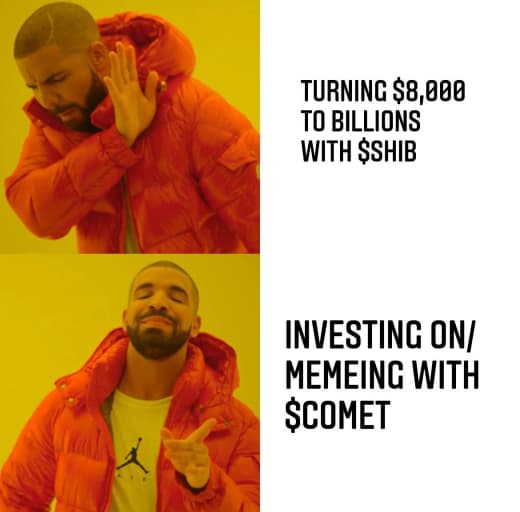 TURNING $8,000
TO BILLIONS
WITH $SHIB
INVESTING ON/
MEMEING WITH
$COMET